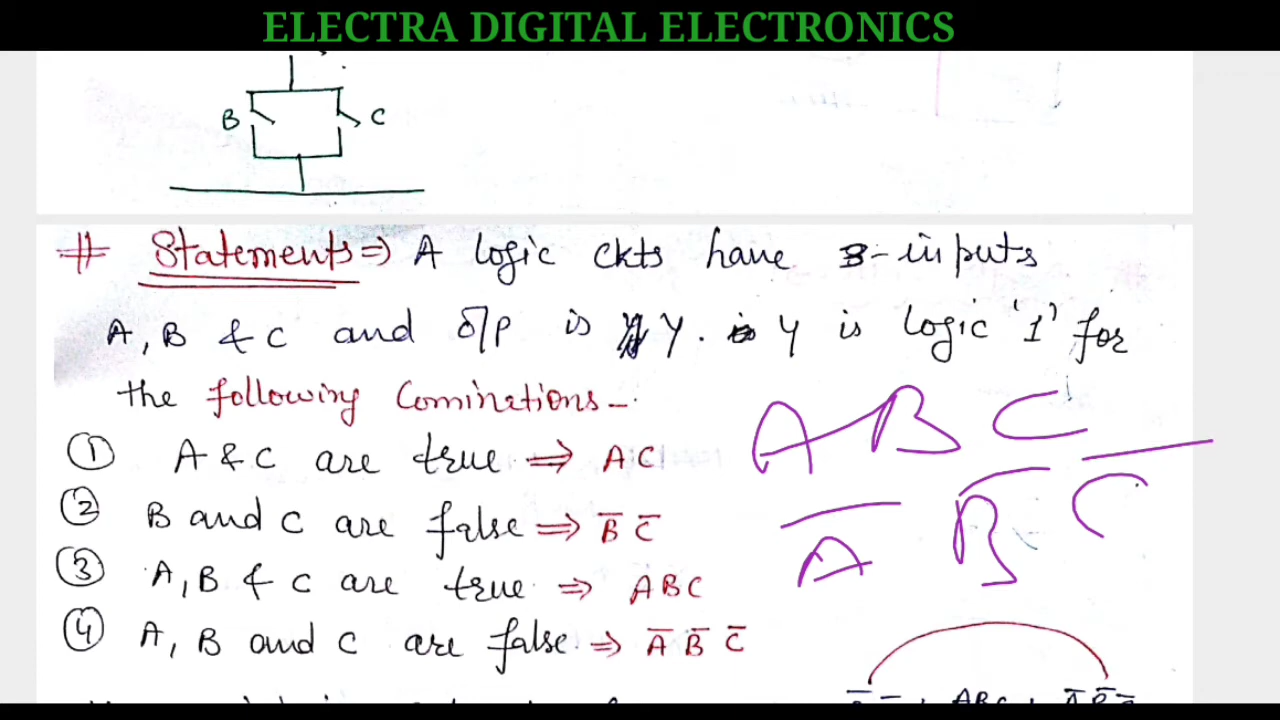 ELECTRA DIGITAL ELECTRONICS
B C
# Statements ⇒ A logic ckts have 3-inputs
A, B & C and o/p is Y. Y is logic '1' for
the following Cominations -
① A & C are true ⇒ AC
② B and C are false ⇒ B̅ C̅
③ A, B & C are true ⇒ ABC
④ A, B and C are false ⇒ A̅ B̅ C̅
A B C
A̅ B̅ C̅